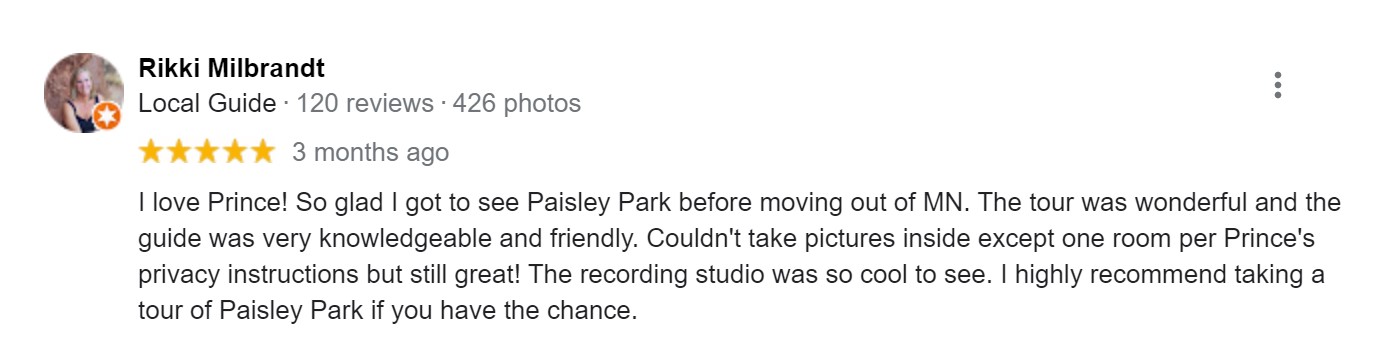 Rikki Milbrandt
Local Guide · 120 reviews · 426 photos
3 months ago
I love Prince! So glad I got to see Paisley Park before moving out of MN. The tour was wonderful and the
guide was very knowledgeable and friendly. Couldn't take pictures inside except one room per Prince's
privacy instructions but still great! The recording studio was so cool to see. I highly recommend taking a
tour of Paisley Park if you have the chance.